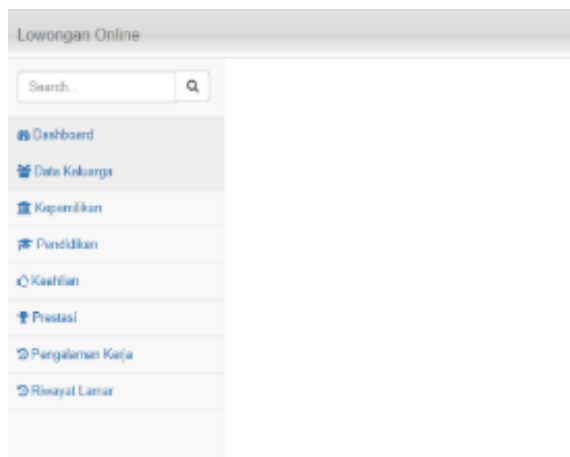 Lowongan Online
Search...
Dashboard
Data Keluarga
Kepemilikan
Pendidikan
Keahlian
Prestasi
Pengalaman Kerja
Riwayat Lamar